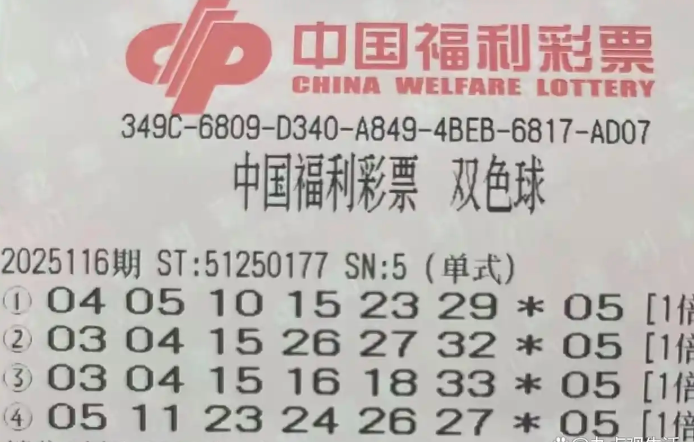 中国福利彩票
CHINA WELFARE LOTTERY
349C-6809-D340-A849-4BEB-6817-AD07
中国福利彩票 双色球
2025116期 ST:51250177 SN:5 (单式)
① 04 05 10 15 23 29 * 05 [1倍
② 03 04 15 26 27 32 * 05 [1倍
③ 03 04 15 16 18 33 * 05 [1倍
④ 05 11 23 24 26 27 * 05 [1倍